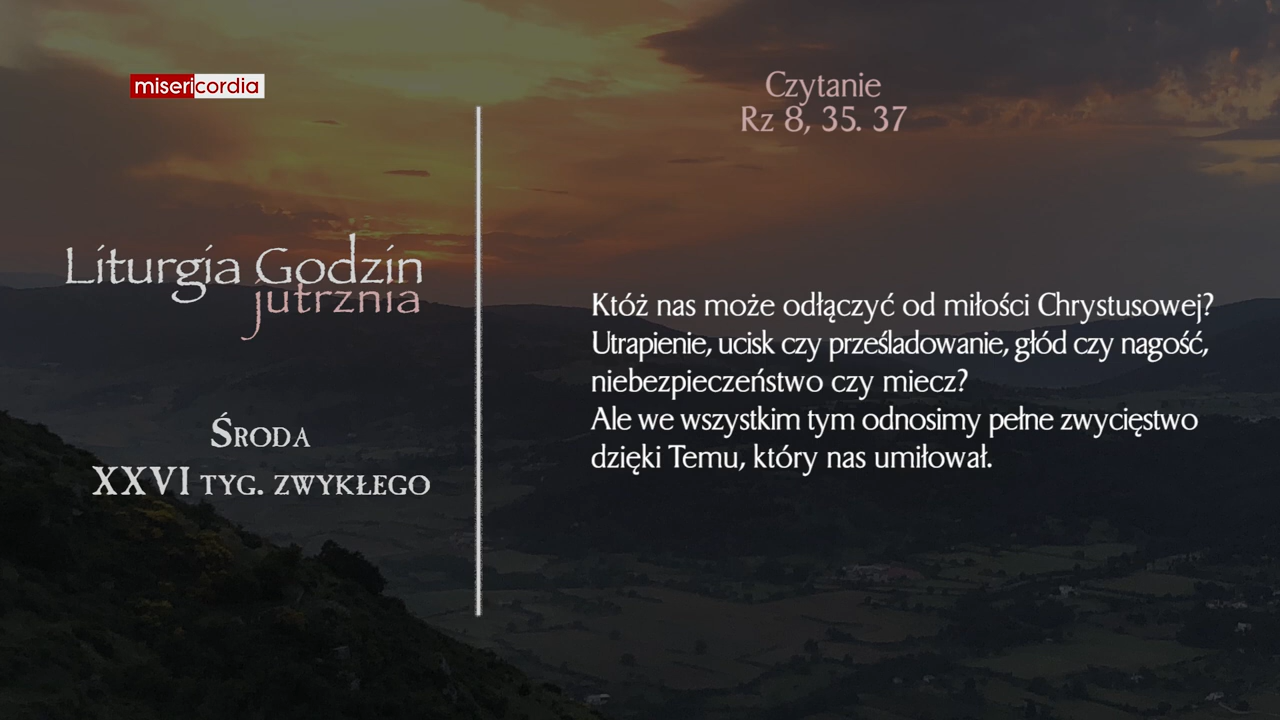 misericordia
Liturgia Godzin
jutrznia
Środa
XXVI tyg. zwykłego
Czytanie
Rz 8, 35. 37
Któż nas może odłączyć od miłości Chrystusowej?
Utrapienie, ucisk czy prześladowanie, głód czy nagość,
niebezpieczeństwo czy miecz?
Ale we wszystkim tym odnosimy pełne zwycięstwo
dzięki Temu, który nas umiłował.